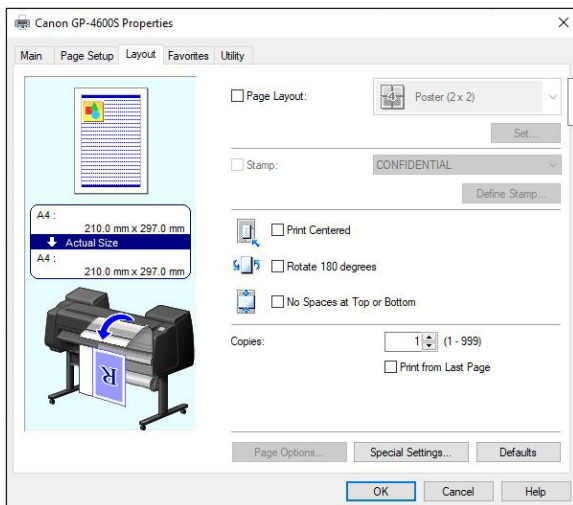 Canon GP-4600S Properties
Main Page Setup Layout Favorites Utility
Page Layout:
4
Poster (2 x 2)
Set...
Stamp:
CONFIDENTIAL
Define Stamp...
A4 :
210.0 mm x 297.0 mm
Actual Size
A4 :
210.0 mm x 297.0 mm
Print Centered
Rotate 180 degrees
No Spaces at Top or Bottom
R
Copies:
1 (1 - 999)
Print from Last Page
Page Options... Special Settings... Defaults
OK Cancel Help